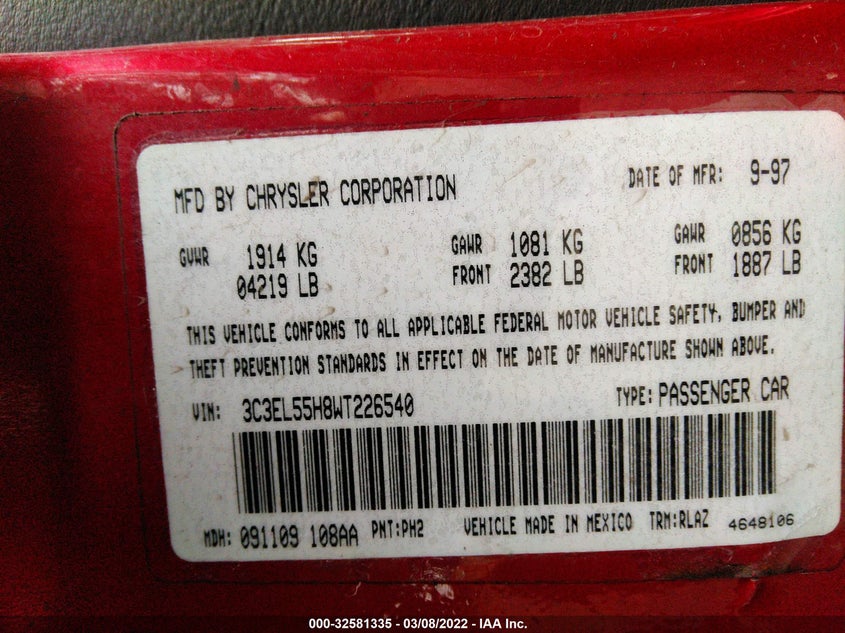 MFD BY CHRYSLER CORPORATION DATE OF MFR: 9-97
GVWR 1914 KG GAWR 1081 KG GAWR 0856 KG
04219 LB FRONT 2382 LB FRONT 1887 LB
THIS VEHICLE CONFORMS TO ALL APPLICABLE FEDERAL MOTOR VEHICLE SAFETY, BUMPER AND
THEFT PREVENTION STANDARDS IN EFFECT ON THE DATE OF MANUFACTURE SHOWN ABOVE.
VIN: 3C3EL55H8WT226540 TYPE: PASSENGER CAR
MDH: 091109 108AA PNT:PH2 VEHICLE MADE IN MEXICO TRM:RLAZ 4648106
000-32581335 - 03/08/2022 - IAA Inc.